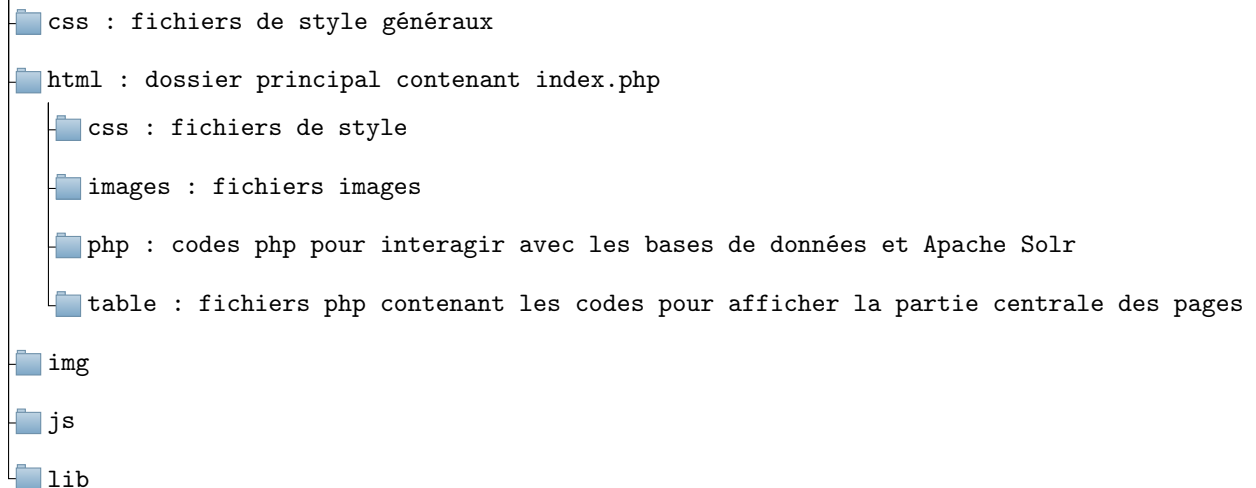 css : fichiers de style généraux
html : dossier principal contenant index.php
css : fichiers de style
images : fichiers images
php : codes php pour interagir avec les bases de données et Apache Solr
table : fichiers php contenant les codes pour afficher la partie centrale des pages
img
js
lib